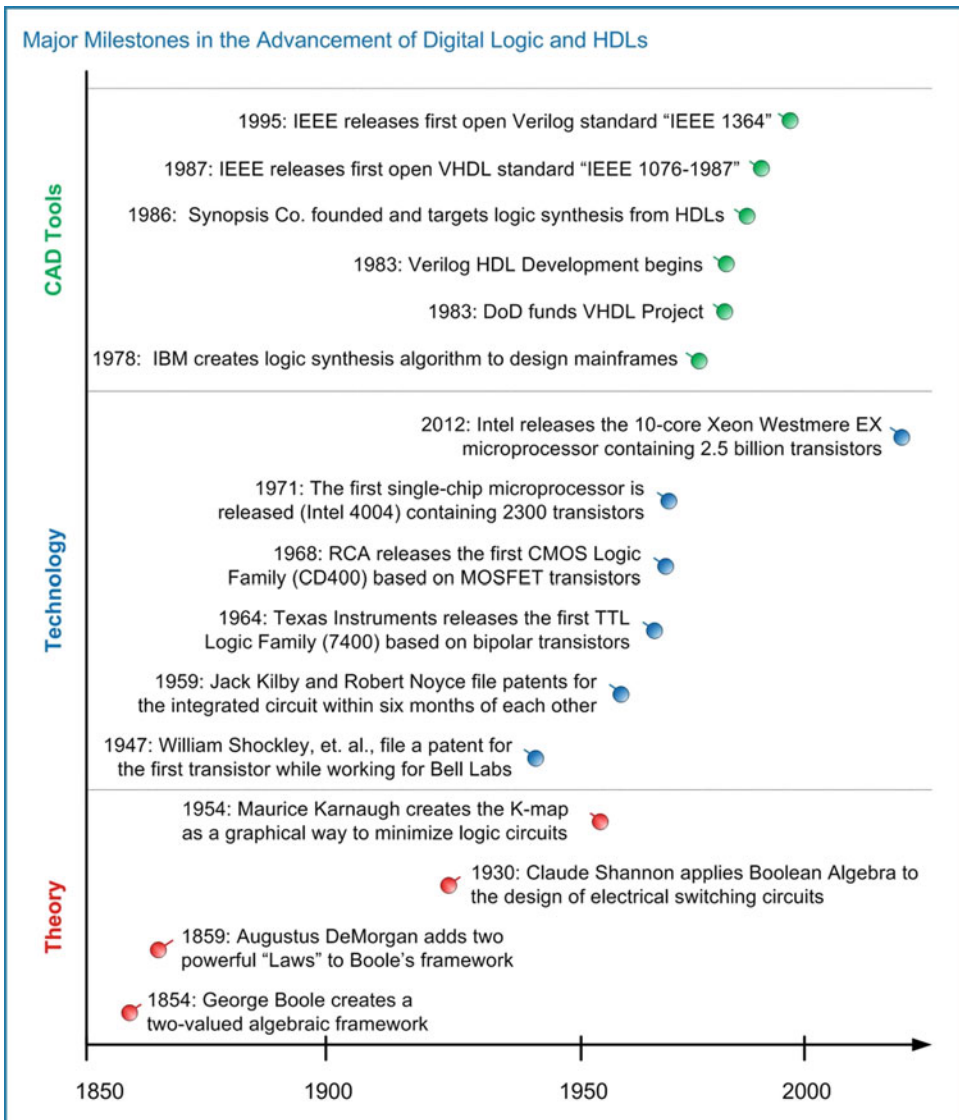 Major Milestones in the Advancement of Digital Logic and HDLs
CAD Tools
1995: IEEE releases first open Verilog standard “IEEE 1364”
1987: IEEE releases first open VHDL standard “IEEE 1076-1987”
1986:  Synopsis Co. founded and targets logic synthesis from HDLs
1983: Verilog HDL Development begins
1983: DoD funds VHDL Project
1978:  IBM creates logic synthesis algorithm to design mainframes
Technology
2012: Intel releases the 10-core Xeon Westmere EX
microprocessor containing 2.5 billion transistors
1971: The first single-chip microprocessor is
released (Intel 4004) containing 2300 transistors
1968: RCA releases the first CMOS Logic
Family (CD400) based on MOSFET transistors
1964: Texas Instruments releases the first TTL
Logic Family (7400) based on bipolar transistors
1959: Jack Kilby and Robert Noyce file patents for
the integrated circuit within six months of each other
1947: William Shockley, et. al., file a patent for
the first transistor while working for Bell Labs
Theory
1954: Maurice Karnaugh creates the K-map
as a graphical way to minimize logic circuits
1930: Claude Shannon applies Boolean Algebra to
the design of electrical switching circuits
1859: Augustus DeMorgan adds two
powerful “Laws” to Boole’s framework
1854: George Boole creates a
two-valued algebraic framework
1850
1900
1950
2000